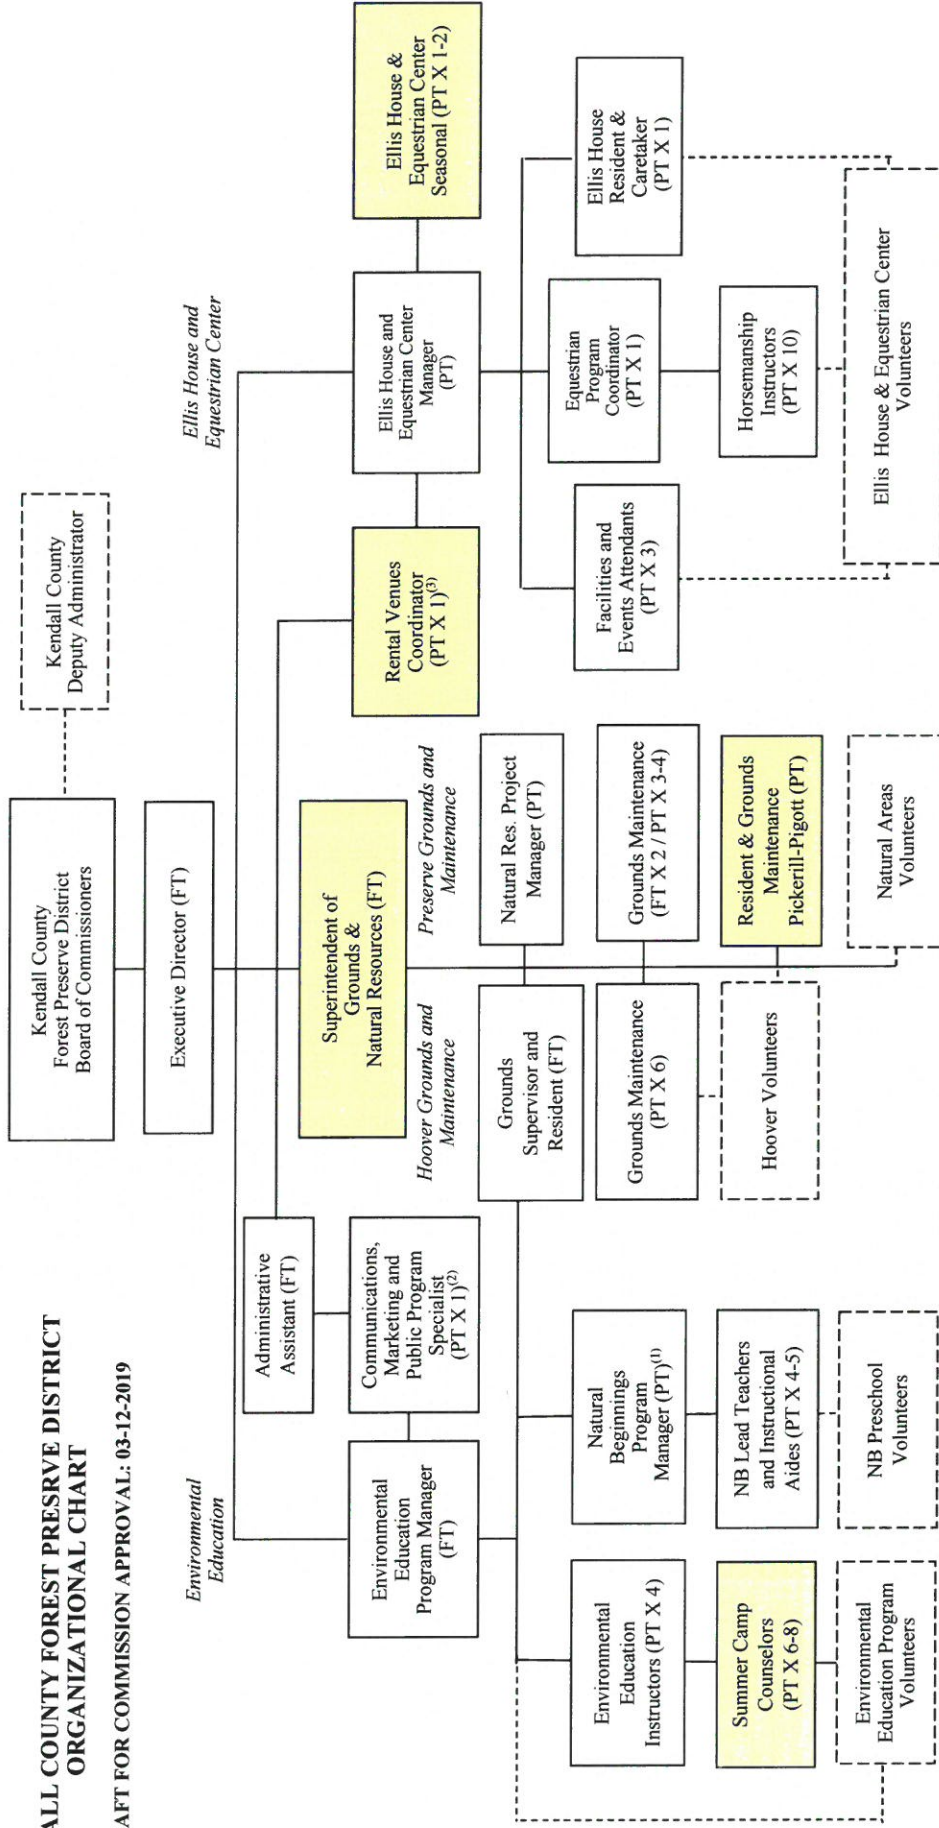 ALL COUNTY FOREST PRESRVE DISTRICT
ORGANIZATIONAL CHART
AFT FOR COMMISSION APPROVAL: 03-12-2019
Kendall County
Forest Preserve District
Board of Commissioners
Kendall County
Deputy Administrator
Executive Director (FT)
Environmental
Education
Ellis House and
Equestrian Center
Administrative
Assistant (FT)
Superintendent of
Grounds &
Natural Resources (FT)
Environmental
Education
Program Manager
(FT)
Communications,
Marketing and
Public Program
Specialist
(PT X 1)(2)
Rental Venues
Coordinator
(PT X 1)(3)
Ellis House and
Equestrian Center
Manager
(PT)
Ellis House &
Equestrian Center
Seasonal (PT X 1-2)
Hoover Grounds and
Maintenance
Preserve Grounds and
Maintenance
Grounds
Supervisor and
Resident (FT)
Natural Res. Project
Manager (PT)
Environmental
Education
Instructors (PT X 4)
Natural
Beginnings
Program
Manager (PT)(1)
Grounds Maintenance
(PT X 6)
Grounds Maintenance
(FT X 2 / PT X 3-4)
Facilities and
Events Attendants
(PT X 3)
Equestrian
Program
Coordinator
(PT X 1)
Ellis House
Resident &
Caretaker
(PT X 1)
Summer Camp
Counselors
(PT X 6-8)
NB Lead Teachers
and Instructional
Aides (PT X 4-5)
Hoover Volunteers
Resident & Grounds
Maintenance
Pickerill-Pigott (PT)
Horsemanship
Instructors
(PT X 10)
Environmental
Education Program
Volunteers
NB Preschool
Volunteers
Natural Areas
Volunteers
Ellis House & Equestrian Center
Volunteers